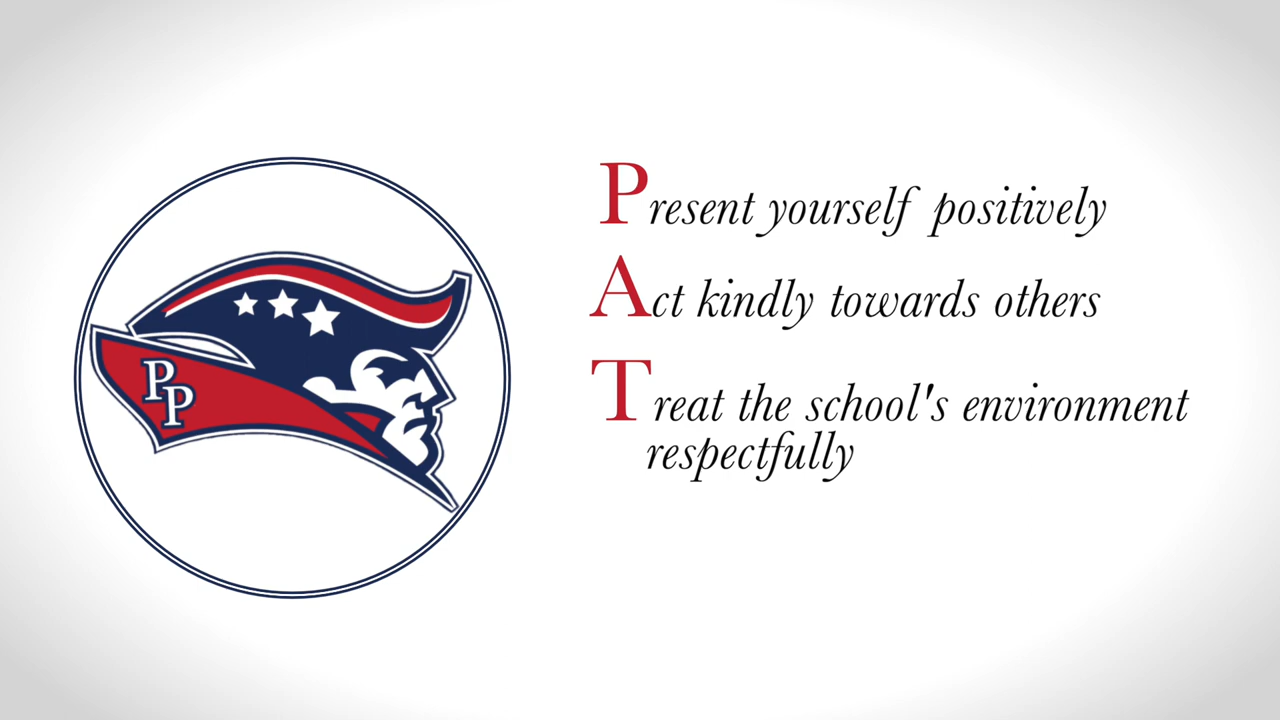 PP
Present yourself positively
Act kindly towards others
Treat the school's environment
respectfully